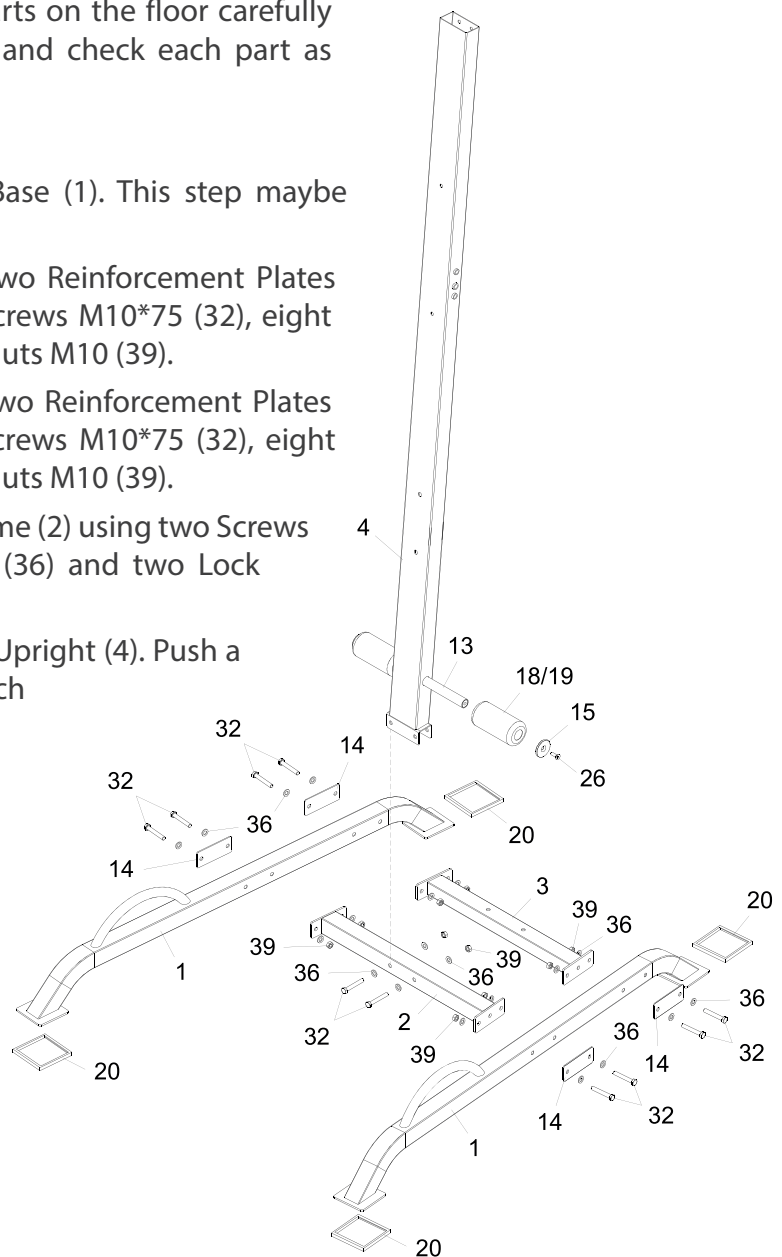 arts on the floor carefully
and check each part as
Base (1). This step maybe
wo Reinforcement Plates
crews M10*75 (32), eight
uts M10 (39).
wo Reinforcement Plates
crews M10*75 (32), eight
uts M10 (39).
me (2) using two Screws
(36) and two Lock
Upright (4). Push a
ch
4
13
18/19
15
26
32
14
32
36
14
20
3
39
36
20
1
39
36
39
36
36
32
2
39
14
32
36
20
14
32
1
20